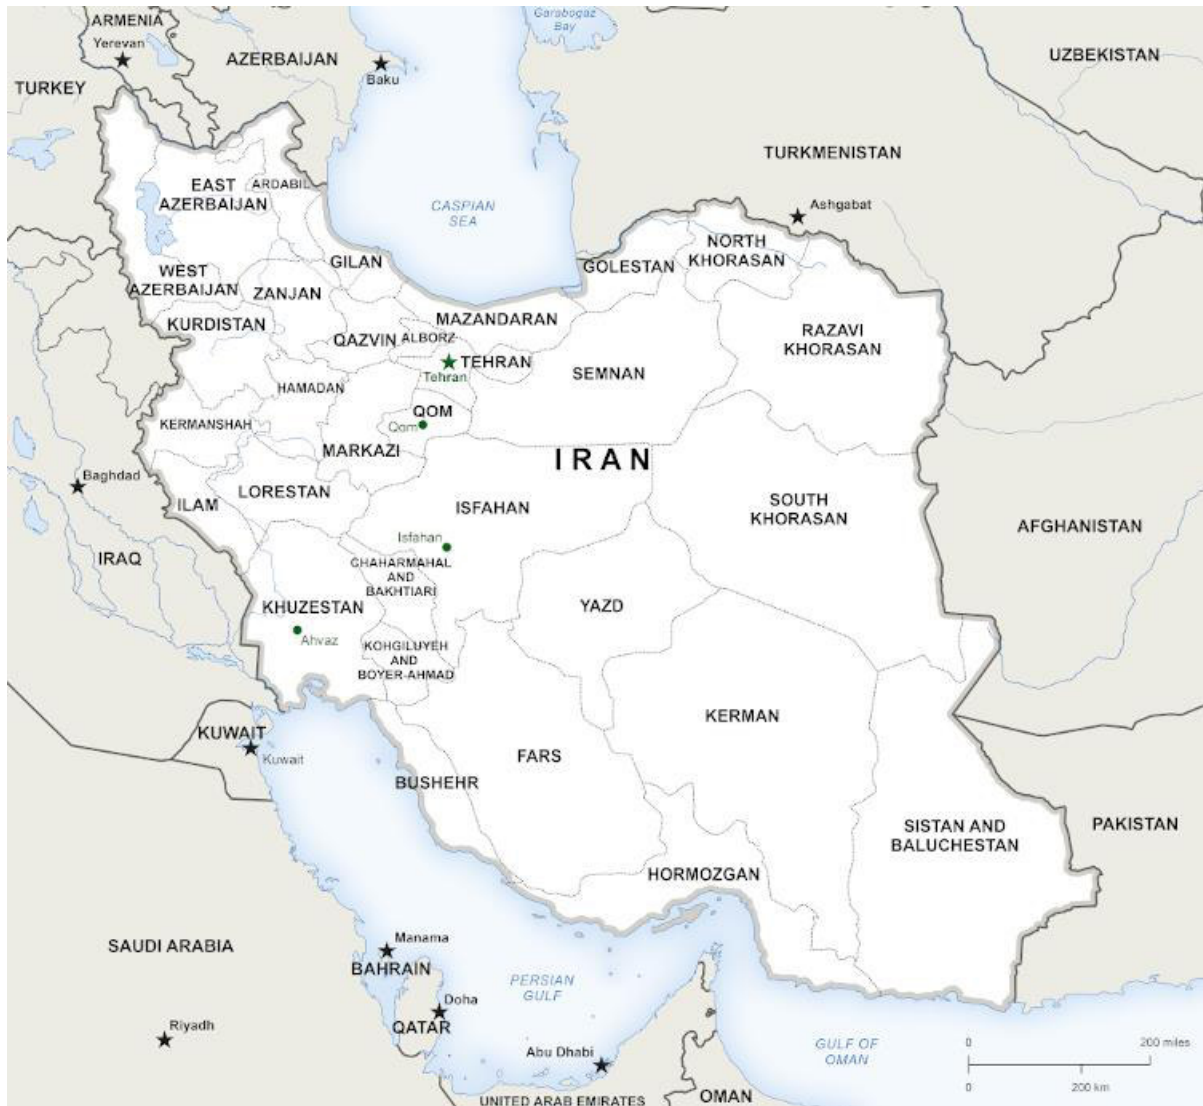 Garabogaz
Bay
ARMENIA
Yerevan
AZERBAIJAN
Baku
UZBEKISTAN
TURKEY
TURKMENISTAN
EAST
AZERBAIJAN
ARDABIL
CASPIAN
SEA
Ashgabat
GILAN
GOLESTAN
NORTH
KHORASAN
WEST
AZERBAIJAN
ZANJAN
KURDISTAN
MAZANDARAN
QAZVIN
ALBORZ
RAZAVI
KHORASAN
TEHRAN
Tehran
SEMNAN
HAMADAN
QOM
Qom
KERMANSHAH
MARKAZI
IRAN
Baghdad
LORESTAN
ILAM
ISFAHAN
SOUTH
KHORASAN
AFGHANISTAN
Isfahan
IRAQ
CHAHARMAHAL
AND
BAKHTIARI
KHUZESTAN
YAZD
Ahvaz
KOHGILUYEH
AND
BOYER-AHMAD
KERMAN
KUWAIT
Kuwait
FARS
BUSHEHR
SISTAN AND
BALUCHESTAN
PAKISTAN
HORMOZGAN
SAUDI ARABIA
Manama
BAHRAIN
PERSIAN
GULF
Doha
QATAR
Riyadh
Abu Dhabi
GULF OF
OMAN
0
200 miles
0
200 km
UNITED ARAB EMIRATES
OMAN